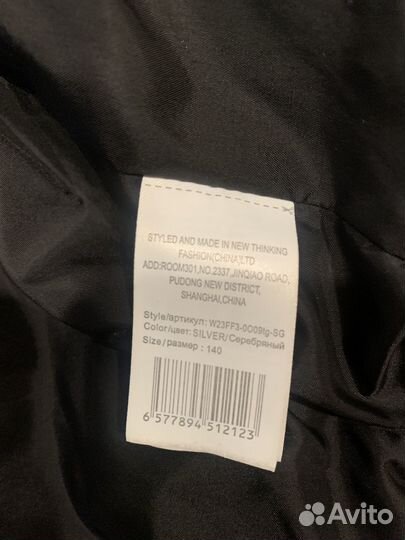 STYLED AND MADE IN NEW THINKING
FASHION(CHINA),LTD
ADD:ROOM301,NO.2337,JINQIAO ROAD,
PUDONG NEW DISTRICT,
SHANGHAI,CHINA
Style/артикул: W23FF3-0O09tg-SG
Color/цвет: SILVER/Серебряный
Size/размер : 140
6 577894 512123
Avito